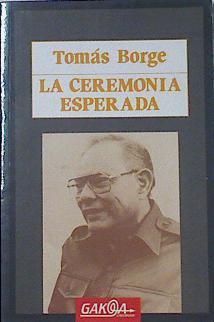 Tomás Borge
LA CEREMONIA
ESPERADA
GAKOA